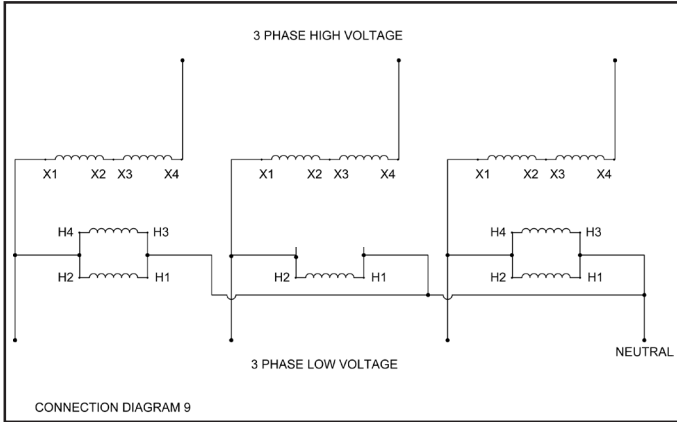 3 PHASE HIGH VOLTAGE
X1 X2 X3 X4 X1 X2 X3 X4 X1 X2 X3 X4
H4 H3 H4 H3
H2 H1 H2 H1 H2 H1
NEUTRAL
3 PHASE LOW VOLTAGE
CONNECTION DIAGRAM 9